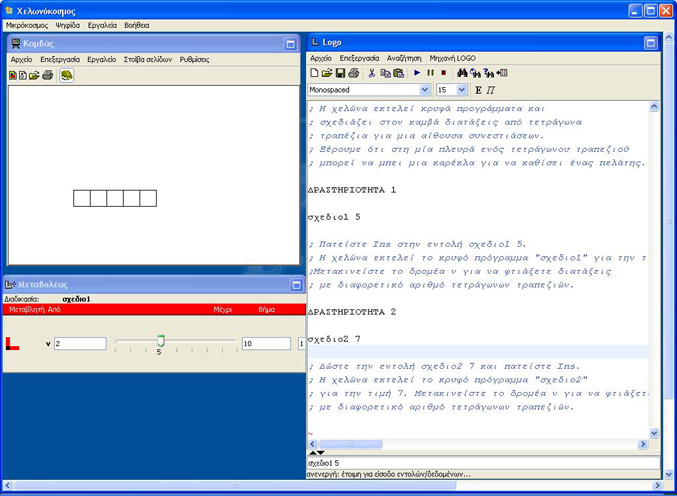 Χελωνόκοσμος
Μικρόκοσμος Ψηφίδα Εργαλεία Βοήθεια
Καμβάς
Αρχείο Επεξεργασία Εργαλείο Στοίβα σελίδων Ρυθμίσεις
Μεταβολέας
Διαδικασία: σχεδιο1
Μεταβλητή Από Μέχρι Βήμα
ν 2 5 10 1
Logo
Αρχείο Επεξεργασία Αναζήτηση Μηχανή LOGO
Monospaced 15 Ε Π
; Η χελώνα εκτελεί κρυφά προγράμματα και
; σχεδιάζει στον καμβά διατάξεις από τετράγωνα
; τραπέζια για μια αίθουσα συνεστιάσεων.
; Ξέρουμε ότι στη μία πλευρά ενός τετράγωνου τραπεζιού
; μπορεί να μπει μια καρέκλα για να καθίσει ένας πελάτης.
ΔΡΑΣΤΗΡΙΟΤΗΤΑ 1
σχεδιο1 5
; Πατείστε Ins στην εντολή σχεδιο1 5.
; Η χελώνα εκτελεί το κρυφό πρόγραμμα "σχεδιο1" για την τ
;Μετακινείστε το δρομέα ν για να φτιάξετε διατάξεις
; με διαφορετικό αριθμό τετράγωνων τραπεζιών.
ΔΡΑΣΤΗΡΙΟΤΗΤΑ 2
σχεδιο2 7
; Δώστε την εντολή σχεδιο2 7 και πατείστε Ins.
; Η χελώνα εκτελεί το κρυφό πρόγραμμα "σχεδιο2"
; για την τιμή 7. Μετακινείστε το δρομέα ν για να φτιάξετε
; με διαφορετικό αριθμό τετράγωνων τραπεζιών.
~
σχεδιο1 5
ανενεργή: έτοιμη για είσοδο εντολών/δεδομένων...